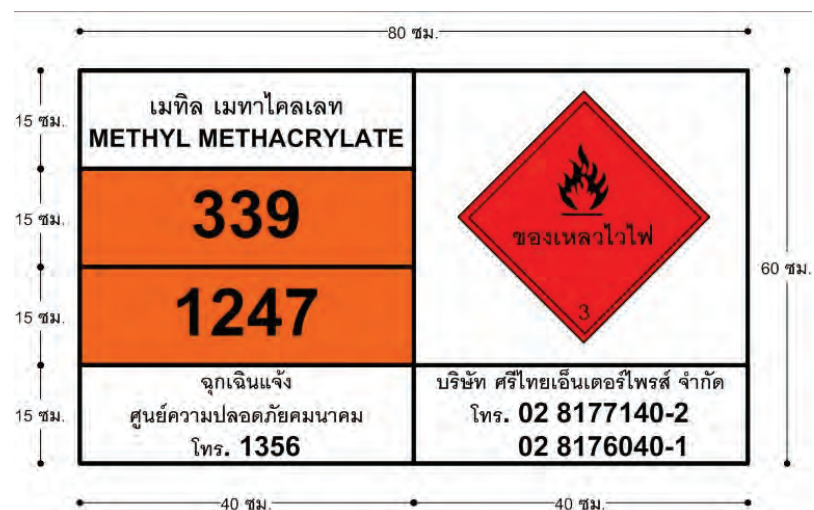 80 ซม.
15 ซม.
เมทิล เมทาไคลเลท
METHYL METHACRYLATE
15 ซม.
339
ของเหลวไวไฟ
3
60 ซม.
15 ซม.
1247
15 ซม.
ฉุกเฉินแจ้ง
ศูนย์ความปลอดภัยคมนาคม
โทร. 1356
บริษัท ศรีไทยเอ็นเตอร์ไพรส์ จำกัด
โทร. 02 8177140-2
02 8176040-1
40 ซม.
40 ซม.